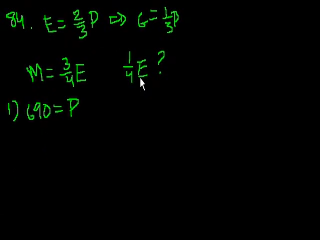 84. E = 2/3 P ⇒ G = 1/3 P
M = 3/4 E 1/4 E ?
1) 690 = P